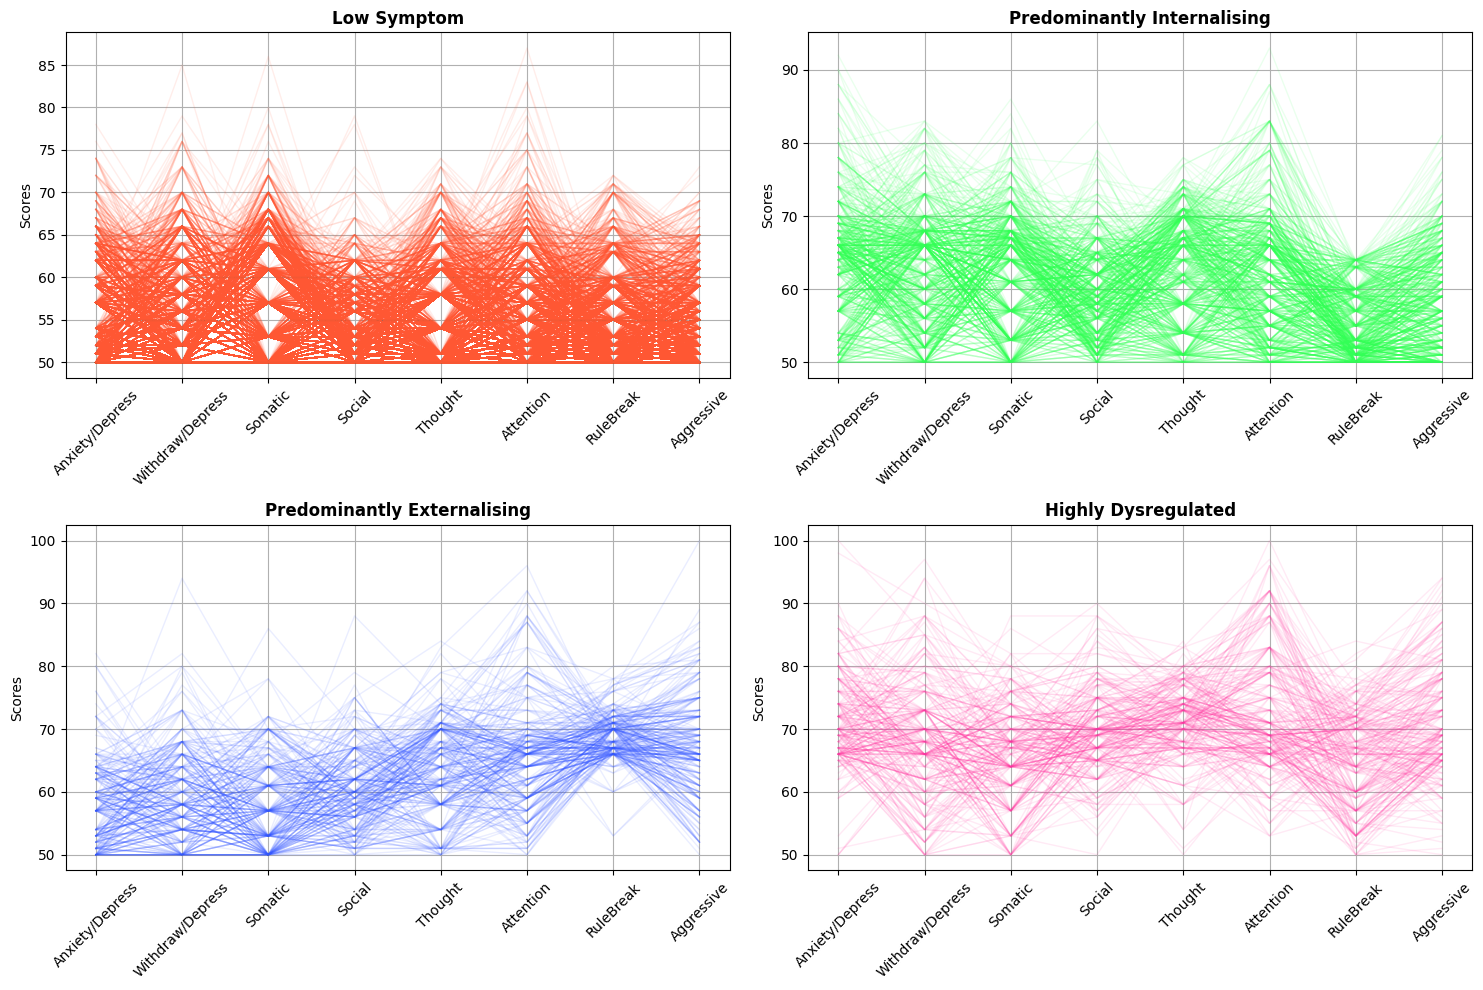 Low Symptom
Scores
85
80
75
70
65
60
55
50
Anxiety/Depress
Withdraw/Depress
Somatic
Social
Thought
Attention
RuleBreak
Aggressive
Predominantly Internalising
Scores
90
80
70
60
50
Anxiety/Depress
Withdraw/Depress
Somatic
Social
Thought
Attention
RuleBreak
Aggressive
Predominantly Externalising
Scores
100
90
80
70
60
50
Anxiety/Depress
Withdraw/Depress
Somatic
Social
Thought
Attention
RuleBreak
Aggressive
Highly Dysregulated
Scores
100
90
80
70
60
50
Anxiety/Depress
Withdraw/Depress
Somatic
Social
Thought
Attention
RuleBreak
Aggressive